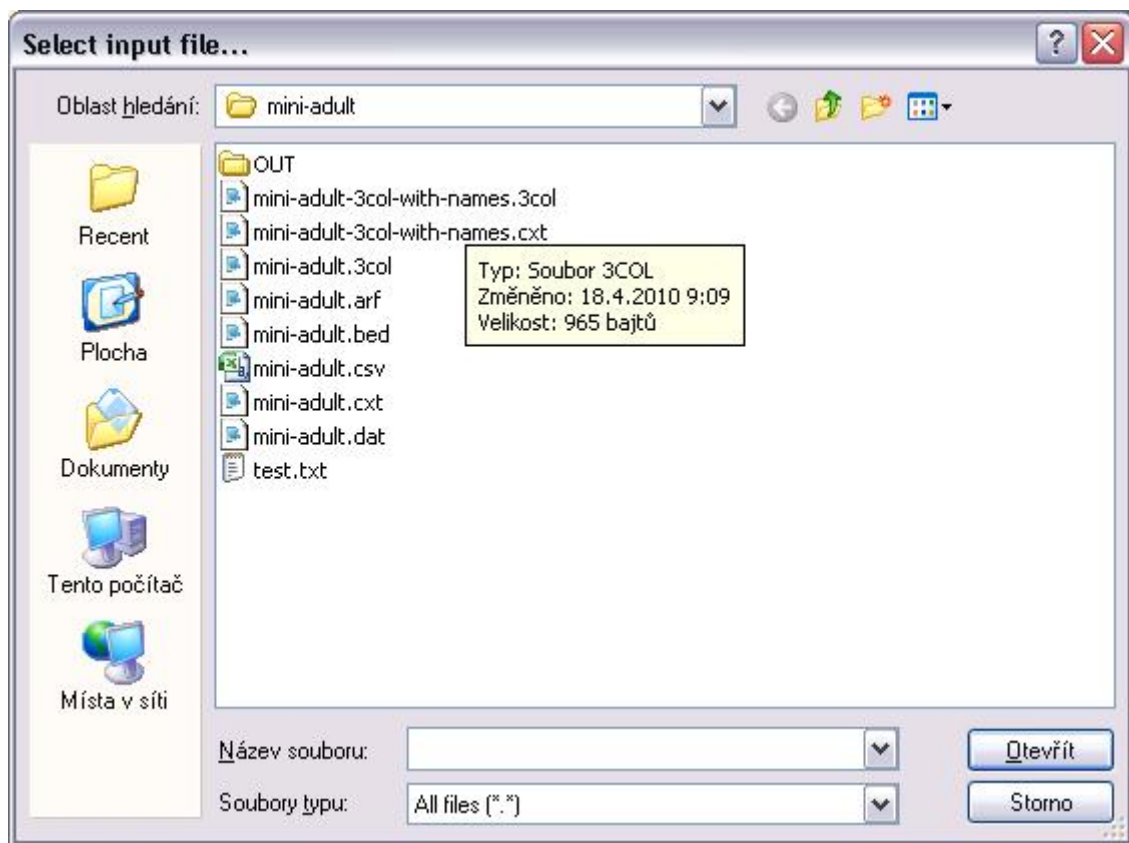 Select input file...
Oblast hledání: mini-adult
Recent
Plocha
Dokumenty
Tento počítač
Místa v síti
OUT
mini-adult-3col-with-names.3col
mini-adult-3col-with-names.cxt
mini-adult.3col
mini-adult.arf
mini-adult.bed
mini-adult.csv
mini-adult.cxt
mini-adult.dat
test.txt
Typ: Soubor 3COL
Změněno: 18.4.2010 9:09
Velikost: 965 bajtů
Název souboru: Otevřít
Soubory typu: All files (*.*) Storno